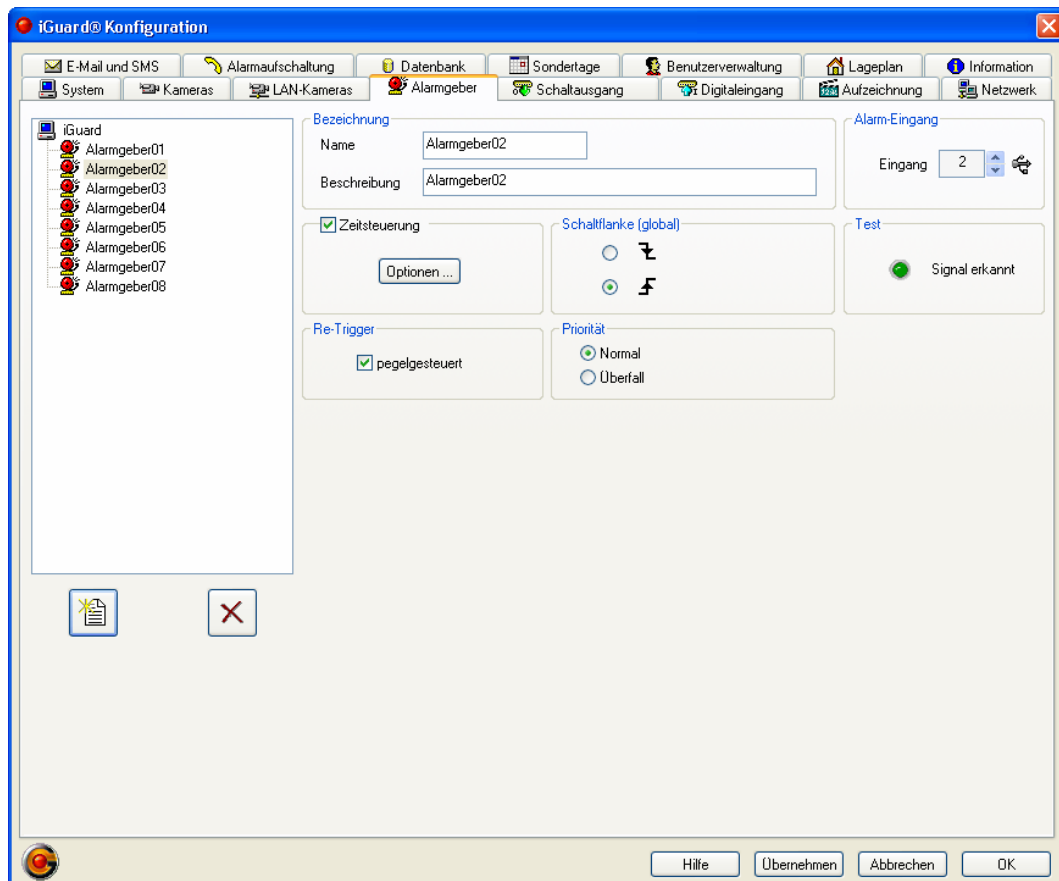 iGuard® Konfiguration
E-Mail und SMS
Alarmaufschaltung
Datenbank
Sondertage
Benutzerverwaltung
Lageplan
Information
System
Kameras
LAN-Kameras
Alarmgeber
Schaltausgang
Digitaleingang
Aufzeichnung
Netzwerk
iGuard
Alarmgeber01
Alarmgeber02
Alarmgeber03
Alarmgeber04
Alarmgeber05
Alarmgeber06
Alarmgeber07
Alarmgeber08
Bezeichnung
Name
Alarmgeber02
Beschreibung
Alarmgeber02
Alarm-Eingang
Eingang
2
Zeitsteuerung
Optionen ...
Schaltflanke (global)
Test
Signal erkannt
Re-Trigger
pegelgesteuert
Priorität
Normal
Überfall
Hilfe
Übernehmen
Abbrechen
OK